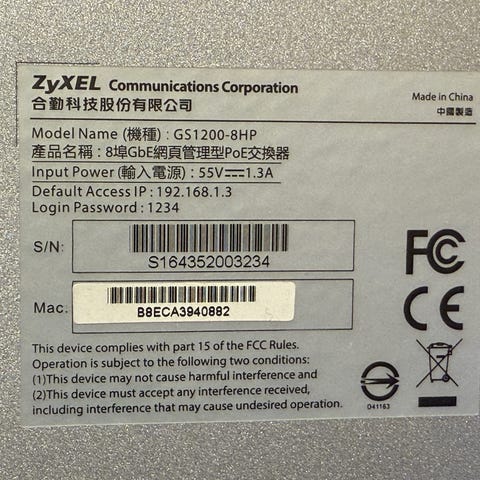 ZyXEL Communications Corporation
合勤科技股份有限公司
Made in China
中國製造
Model Name (機種) : GS1200-8HP
產品名稱 : 8埠GbE網頁管理型PoE交換器
Input Power (輸入電源) : 55V⎓1.3A
Default Access IP : 192.168.1.3
Login Password : 1234
S/N:
S164352003234
Mac:
B8ECA3940882
FC
CE
This device complies with part 15 of the FCC Rules.
Operation is subject to the following two conditions:
(1)This device may not cause harmful interference and
(2)This device must accept any interference received,
including interference that may cause undesired operation.
D41163